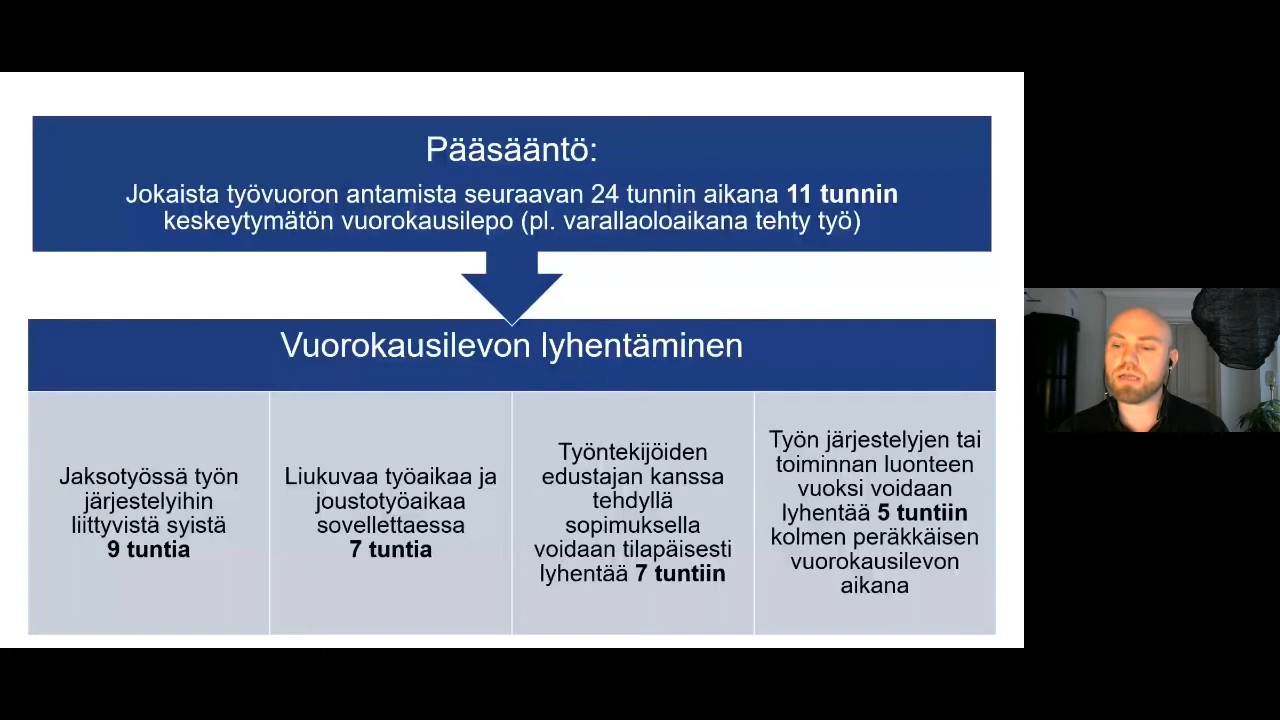 Pääsääntö:
Jokaista työvuoron antamista seuraavan 24 tunnin aikana 11 tunnin
keskeytymätön vuorokausilepo (pl. varallaoloaikana tehty työ)
Vuorokausilevon lyhentäminen
Jaksotyössä työn
järjestelyihin
liittyvistä syistä
9 tuntia
Liukuvaa työaikaa ja
joustotyöaikaa
sovellettaessa
7 tuntia
Työntekijöiden
edustajan kanssa
tehdyllä
sopimuksella
voidaan tilapäisesti
lyhentää 7 tuntiin
Työn järjestelyjen tai
toiminnan luonteen
vuoksi voidaan
lyhentää 5 tuntiin
kolmen peräkkäisen
vuorokausilevon
aikana